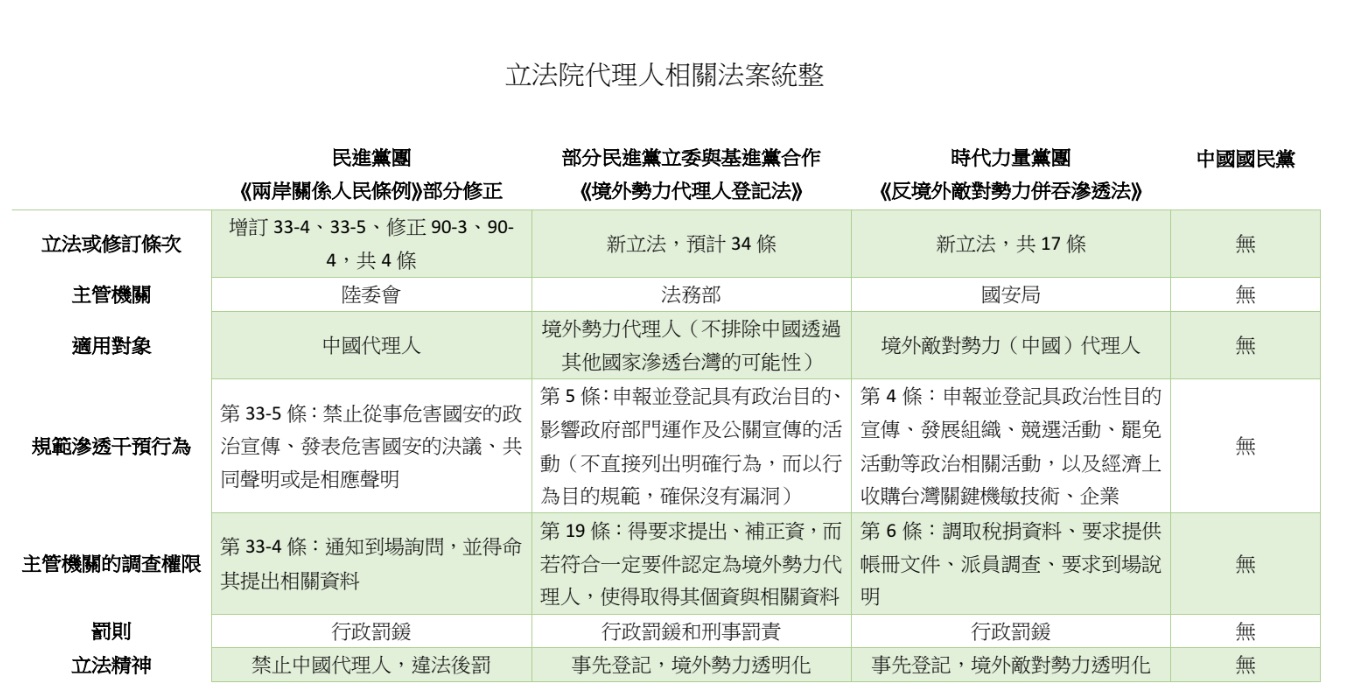 立法院代理人相關法案統整
民進黨團
《兩岸關係人民條例》部分修正
部分民進黨立委與基進黨合作
《境外勢力代理人登記法》
時代力量黨團
《反境外敵對勢力併吞滲透法》
中國國民黨
立法或修訂條次
增訂 33-4、33-5、修正 90-3、90-
4，共 4 條
新立法，預計 34 條
新立法，共 17 條
無
主管機關
陸委會
法務部
國安局
無
適用對象
中國代理人
境外勢力代理人（不排除中國透過
其他國家滲透台灣的可能性）
境外敵對勢力（中國）代理人
無
規範滲透干預行為
第 33-5 條：禁止從事危害國安的政
治宣傳、發表危害國安的決議、共
同聲明或是相應聲明
第 5 條：申報並登記具有政治目的、
影響政府部門運作及公關宣傳的活
動（不直接列出明確行為，而以行
為目的規範，確保沒有漏洞）
第 4 條：申報並登記具政治性目的
宣傳、發展組織、競選活動、罷免
活動等政治相關活動，以及經濟上
收購台灣關鍵機敏技術、企業
無
主管機關的調查權限
第 33-4 條：通知到場詢問，並得命
其提出相關資料
第 19 條：得要求提出、補正資，而
若符合一定要件認定為境外勢力代
理人，使得取得其個資與相關資料
第 6 條：調取稅捐資料、要求提供
帳冊文件、派員調查、要求到場說
明
無
罰則
行政罰鍰
行政罰鍰和刑事罰責
行政罰鍰
無
立法精神
禁止中國代理人，違法後罰
事先登記，境外勢力透明化
事先登記，境外敵對勢力透明化
無